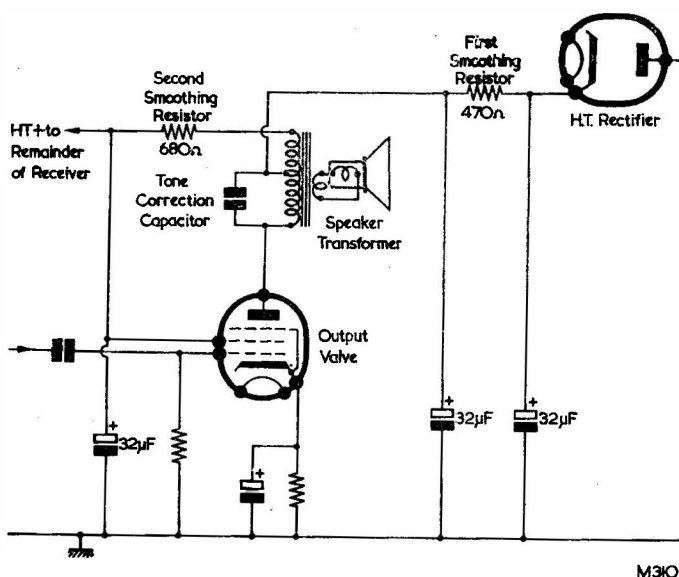 First
Smoothing
Resistor
470Ω
H.T. Rectifier
Second
Smoothing
Resistor
680Ω
HT+ to
Remainder
of Receiver
Tone
Correction
Capacitor
Speaker
Transformer
Output
Valve
+
32µF
+
+
32µF
+
32µF
M310